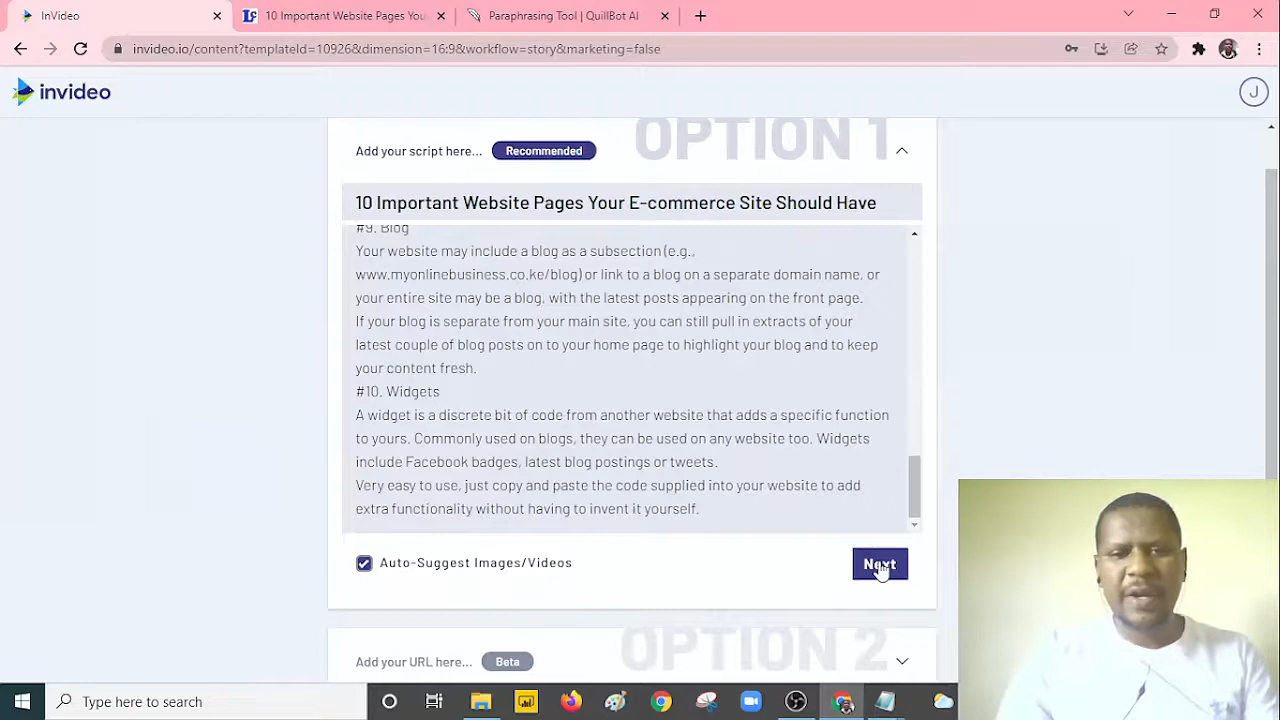 InVideo
10 Important Website Pages You
Paraphrasing Tool | QuillBot AI
invideo.io/content?templateId=10926&dimension=16:9&workflow=story&marketing=false
invideo
J
OPTION 1
Add your script here...
Recommended
10 Important Website Pages Your E-commerce Site Should Have
#9. Blog
Your website may include a blog as a subsection (e.g.,
www.myonlinebusiness.co.ke/blog) or link to a blog on a separate domain name, or
your entire site may be a blog, with the latest posts appearing on the front page.
If your blog is separate from your main site, you can still pull in extracts of your
latest couple of blog posts on to your home page to highlight your blog and to keep
your content fresh.
#10. Widgets
A widget is a discrete bit of code from another website that adds a specific function
to yours. Commonly used on blogs, they can be used on any website too. Widgets
include Facebook badges, latest blog postings or tweets.
Very easy to use, just copy and paste the code supplied into your website to add
extra functionality without having to invent it yourself.
Auto-Suggest Images/Videos
Next
OPTION 2
Add your URL here...
Beta
Type here to search